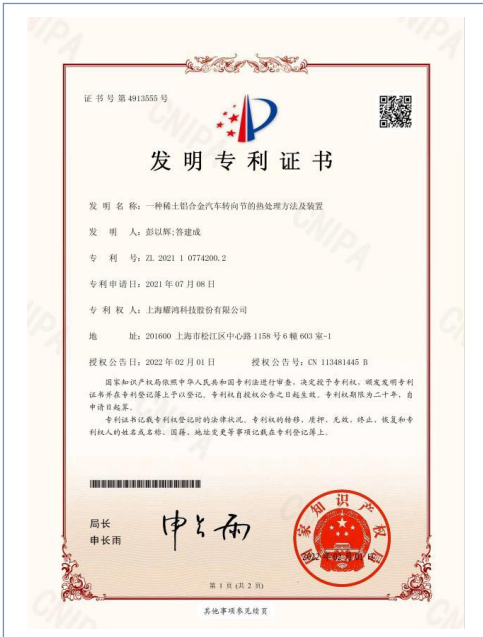 证书号第4913555号
发明专利证书
发明名称：一种稀土铝合金汽车转向节的热处理方法及装置
发明人：彭以辉;答建成
专利号：ZL 2021 1 0774200.2
专利申请日：2021年07月08日
专利权人：上海耀鸿科技股份有限公司
地址：201600 上海市松江区中心路1158号6幢603室-1
授权公告日：2022年02月01日 授权公告号：CN 113481445 B
国家知识产权局依照中华人民共和国专利法进行审查，决定授予专利权，颁发发明专利
证书并在专利登记簿上予以登记。专利权自授权公告之日起生效。专利权期限为二十年，自
申请日起算。
专利证书记载专利权登记时的法律状况。专利权的转移、质押、无效、终止、恢复和专
利权人的姓名或名称、国籍、地址变更等事项记载在专利登记簿上。
局长
申长雨
申长雨
国家知识产权局
2022年02月01日
第1页(共2页)
其他事项参见续页
CNIPA
CNIPA
CNIPA
CNIPA